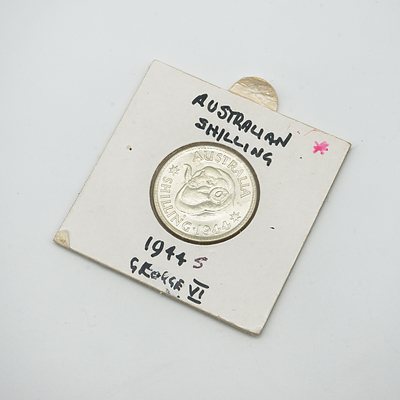 AUSTRALIAN
SHILLING
*
AUSTRALIA
SHILLING·1944
1944 S
GEORGE VI